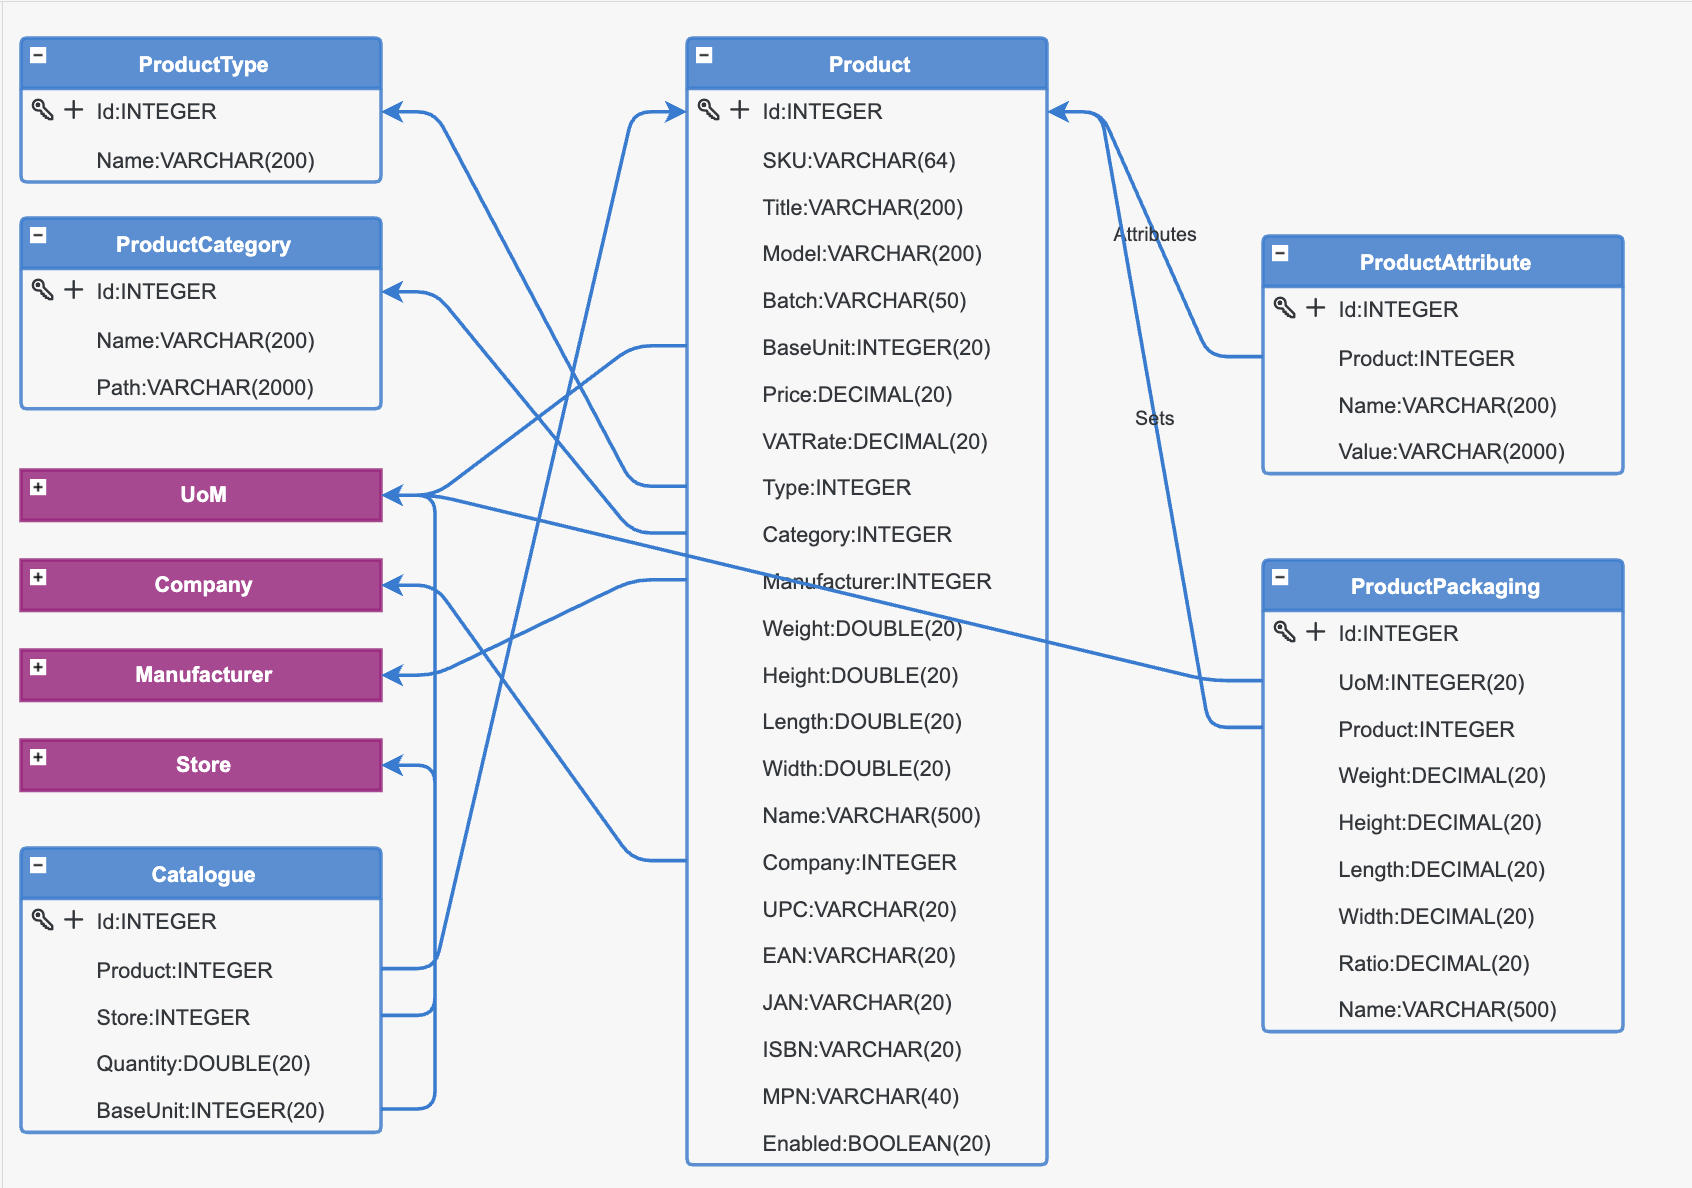 ProductType
Id:INTEGER
Name:VARCHAR(200)
ProductCategory
Id:INTEGER
Name:VARCHAR(200)
Path:VARCHAR(2000)
UoM
Company
Manufacturer
Store
Catalogue
Id:INTEGER
Product:INTEGER
Store:INTEGER
Quantity:DOUBLE(20)
BaseUnit:INTEGER(20)
Product
Id:INTEGER
SKU:VARCHAR(64)
Title:VARCHAR(200)
Model:VARCHAR(200)
Batch:VARCHAR(50)
BaseUnit:INTEGER(20)
Price:DECIMAL(20)
VATRate:DECIMAL(20)
Type:INTEGER
Category:INTEGER
Manufacturer:INTEGER
Weight:DOUBLE(20)
Height:DOUBLE(20)
Length:DOUBLE(20)
Width:DOUBLE(20)
Name:VARCHAR(500)
Company:INTEGER
UPC:VARCHAR(20)
EAN:VARCHAR(20)
JAN:VARCHAR(20)
ISBN:VARCHAR(20)
MPN:VARCHAR(40)
Enabled:BOOLEAN(20)
Attributes
Sets
ProductAttribute
Id:INTEGER
Product:INTEGER
Name:VARCHAR(200)
Value:VARCHAR(2000)
ProductPackaging
Id:INTEGER
UoM:INTEGER(20)
Product:INTEGER
Weight:DECIMAL(20)
Height:DECIMAL(20)
Length:DECIMAL(20)
Width:DECIMAL(20)
Ratio:DECIMAL(20)
Name:VARCHAR(500)